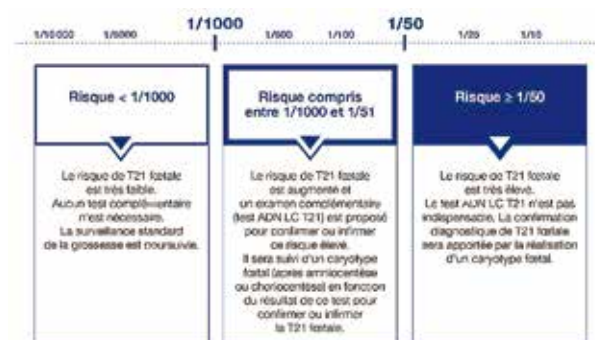 1/1000 1/50
1/10 000 1/5000 1/500 1/100 1/25 1/10
Risque < 1/1000
Le risque de T21 fœtale
est très faible.
Aucun test complémentaire
n'est nécessaire.
La surveillance standard
de la grossesse est poursuivie.
Risque compris
entre 1/1000 et 1/51
Le risque de T21 fœtale
est augmenté et
un examen complémentaire
(test ADN LC T21) est proposé
pour confirmer ou infirmer
ce risque élevé.
Il sera suivi d'un caryotype
fœtal (après amniocentèse
ou choriocentèse) en fonction
du résultat de ce test pour
confirmer ou infirmer
la T21 fœtale.
Risque ≥ 1/50
Le risque de T21 fœtale
est très élevé.
Le test ADN LC T21 n'est pas
indispensable. La confirmation
diagnostique de T21 fœtale
sera apportée par la réalisation
d'un caryotype fœtal.